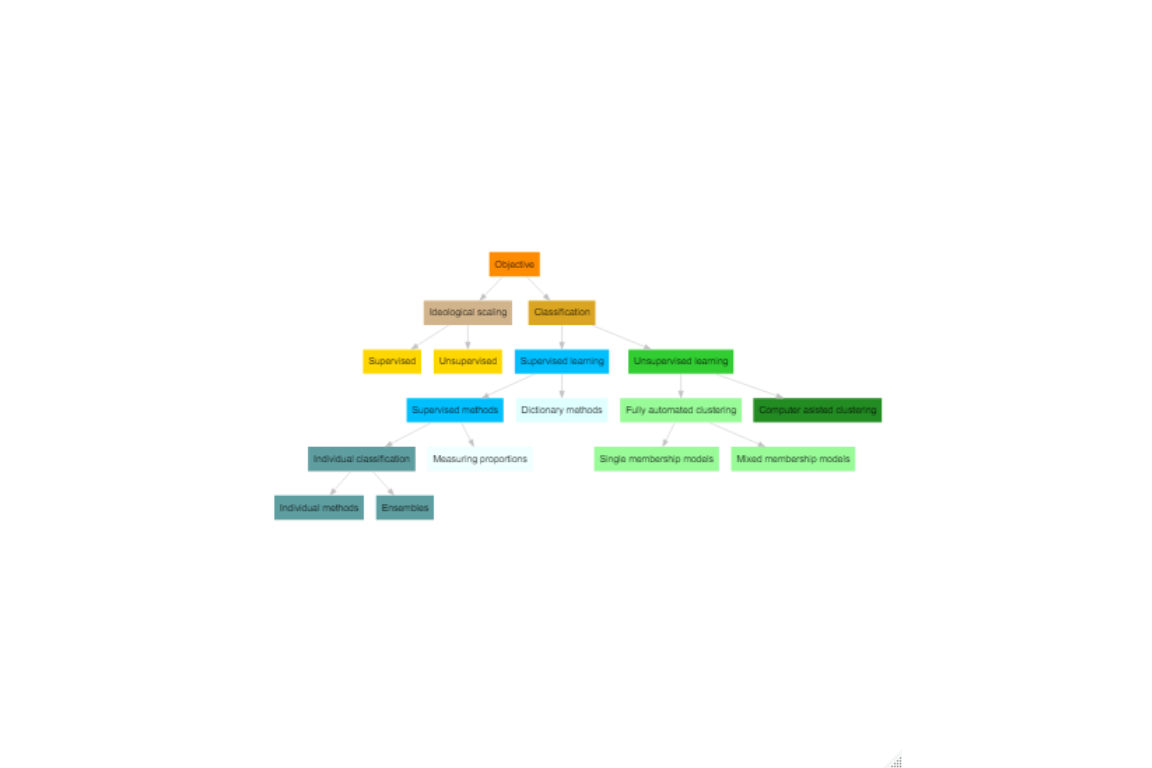 Objective
Ideological scaling
Classification
Supervised
Unsupervised
Supervised learning
Unsupervised learning
Supervised methods
Dictionary methods
Fully automated clustering
Computer asisted clustering
Individual classification
Measuring proportions
Single membership models
Mixed membership models
Individual methods
Ensembles